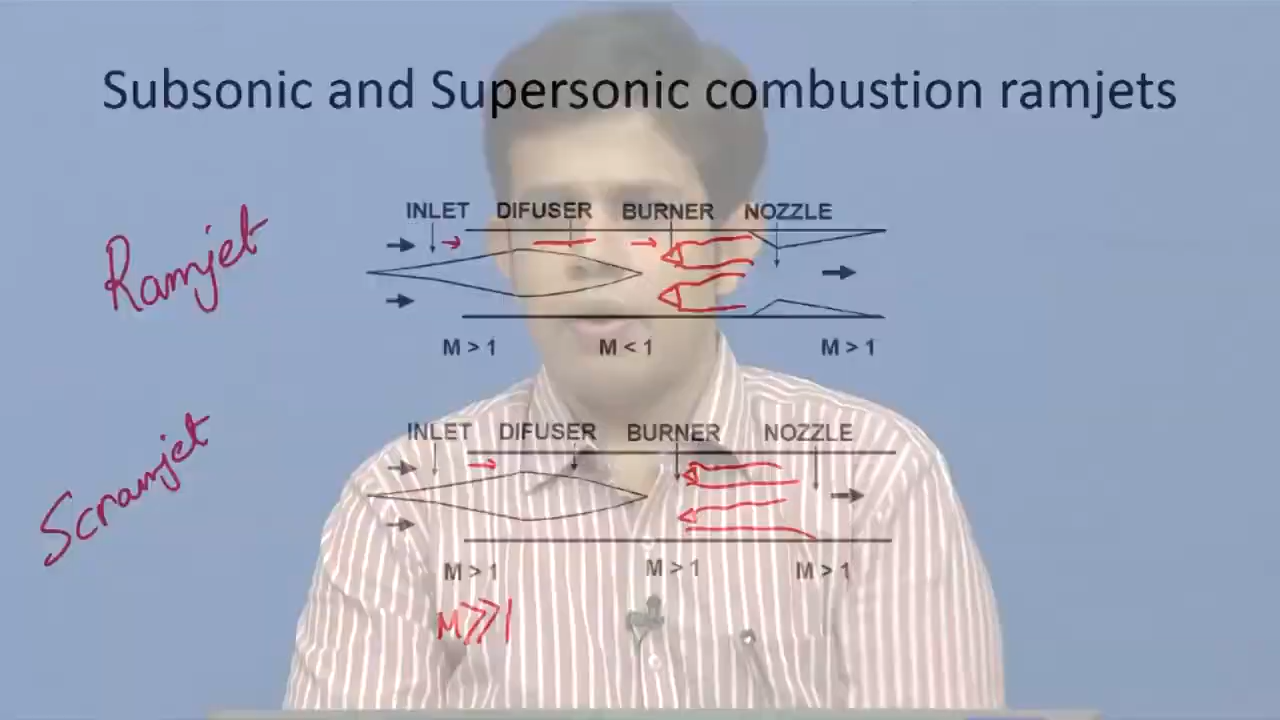 Subsonic and Supersonic combustion ramjets
Ramjet
INLET DIFUSER BURNER NOZZLE
M > 1 M < 1 M > 1
Scramjet
INLET DIFUSER BURNER NOZZLE
M > 1 M > 1 M > 1
M >> 1